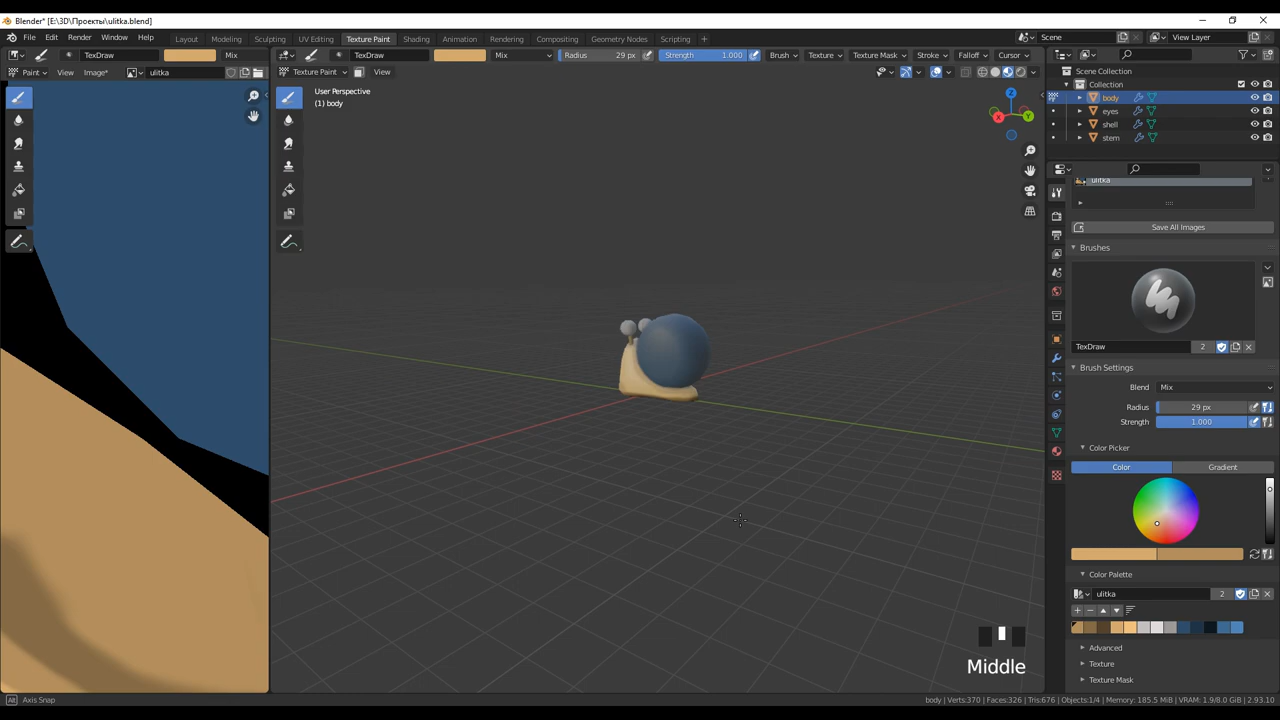 Blender* [E:\3D\Проекты\ulitka.blend]
File Edit Render Window Help Layout Modeling Sculpting UV Editing Texture Paint Shading Animation Rendering Compositing Geometry Nodes Scripting + Scene View Layer
TexDraw Mix TexDraw Mix Radius 29 px Strength 1.000 Brush Texture Texture Mask Stroke Falloff Cursor
Paint View Image* ulitka Texture Paint View Scene Collection
Collection
User Perspective
(1) body
body
eyes
shell
stem
Z
X Y
ulitka
Save All Images
Brushes
TexDraw 2
Brush Settings
Blend Mix
Radius 29 px
Strength 1.000
Color Picker
Color Gradient
Color Palette
ulitka 2
Advanced
Texture
Texture Mask
Middle
Alt Axis Snap body | Verts:370 | Faces:326 | Tris:676 | Objects:1/4 | Memory: 185.5 MiB | VRAM: 1.9/8.0 GiB | 2.93.10